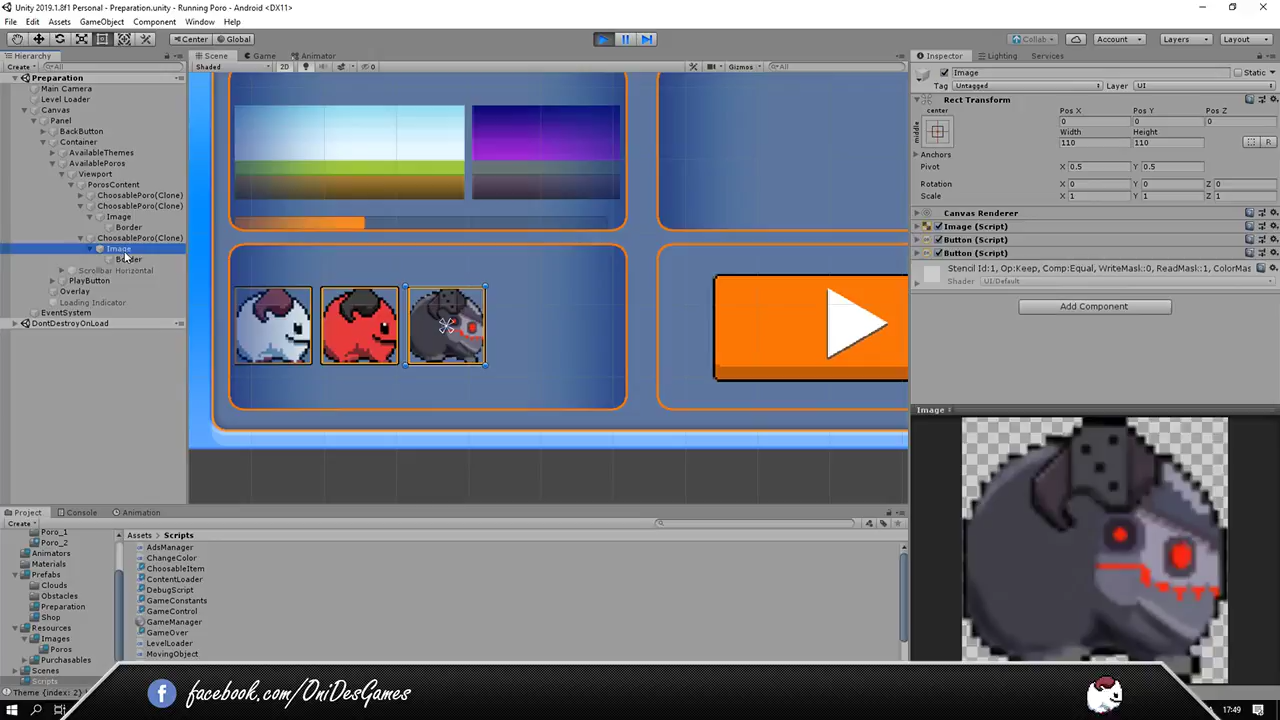 Unity 2019.1.8f1 Personal - Preparation.unity - Running Poro - Android <DX11>
File Edit Assets GameObject Component Window Help
Center Global Collab Account Layers Layout
Hierarchy Scene Game Animator Inspector Lighting Services
Create All Shaded 2D 0 Gizmos All Image Static
Preparation
Tag Untagged Layer UI
Main Camera
Level Loader
Rect Transform
Canvas
center Pos X Pos Y Pos Z
Panel
0 0 0
BackButton
middle Width Height
Container
110 110 R
AvailableThemes
Anchors
AvailablePoros
Pivot X 0.5 Y 0.5
Viewport
PorosContent
Rotation X 0 Y 0 Z 0
ChoosablePoro(Clone)
Scale X 1 Y 1 Z 1
ChoosablePoro(Clone)
Image
Canvas Renderer
Border
Image (Script)
ChoosablePoro(Clone)
Button (Script)
Image
Button (Script)
Border
Stencil Id:1, Op:Keep, Comp:Equal, WriteMask:0, ReadMask:1, ColorMas
Scrollbar Horizontal
Shader UI/Default
PlayButton
Overlay
Loading Indicator
Add Component
EventSystem
DontDestroyOnLoad
Image
Project Console Animation
Create
Poro_1
Poro_2
Animators
Materials
Prefabs
Clouds
Obstacles
Preparation
Shop
Resources
Images
Poros
Purchasables
Scenes
Scripts
Assets Scripts
AdsManager
ChangeColor
ChoosableItem
ContentLoader
DebugScript
GameConstants
GameControl
GameManager
GameOver
LevelLoader
MovingObject
Theme {index: 2}
f facebook.com/OniDesGames
17:49